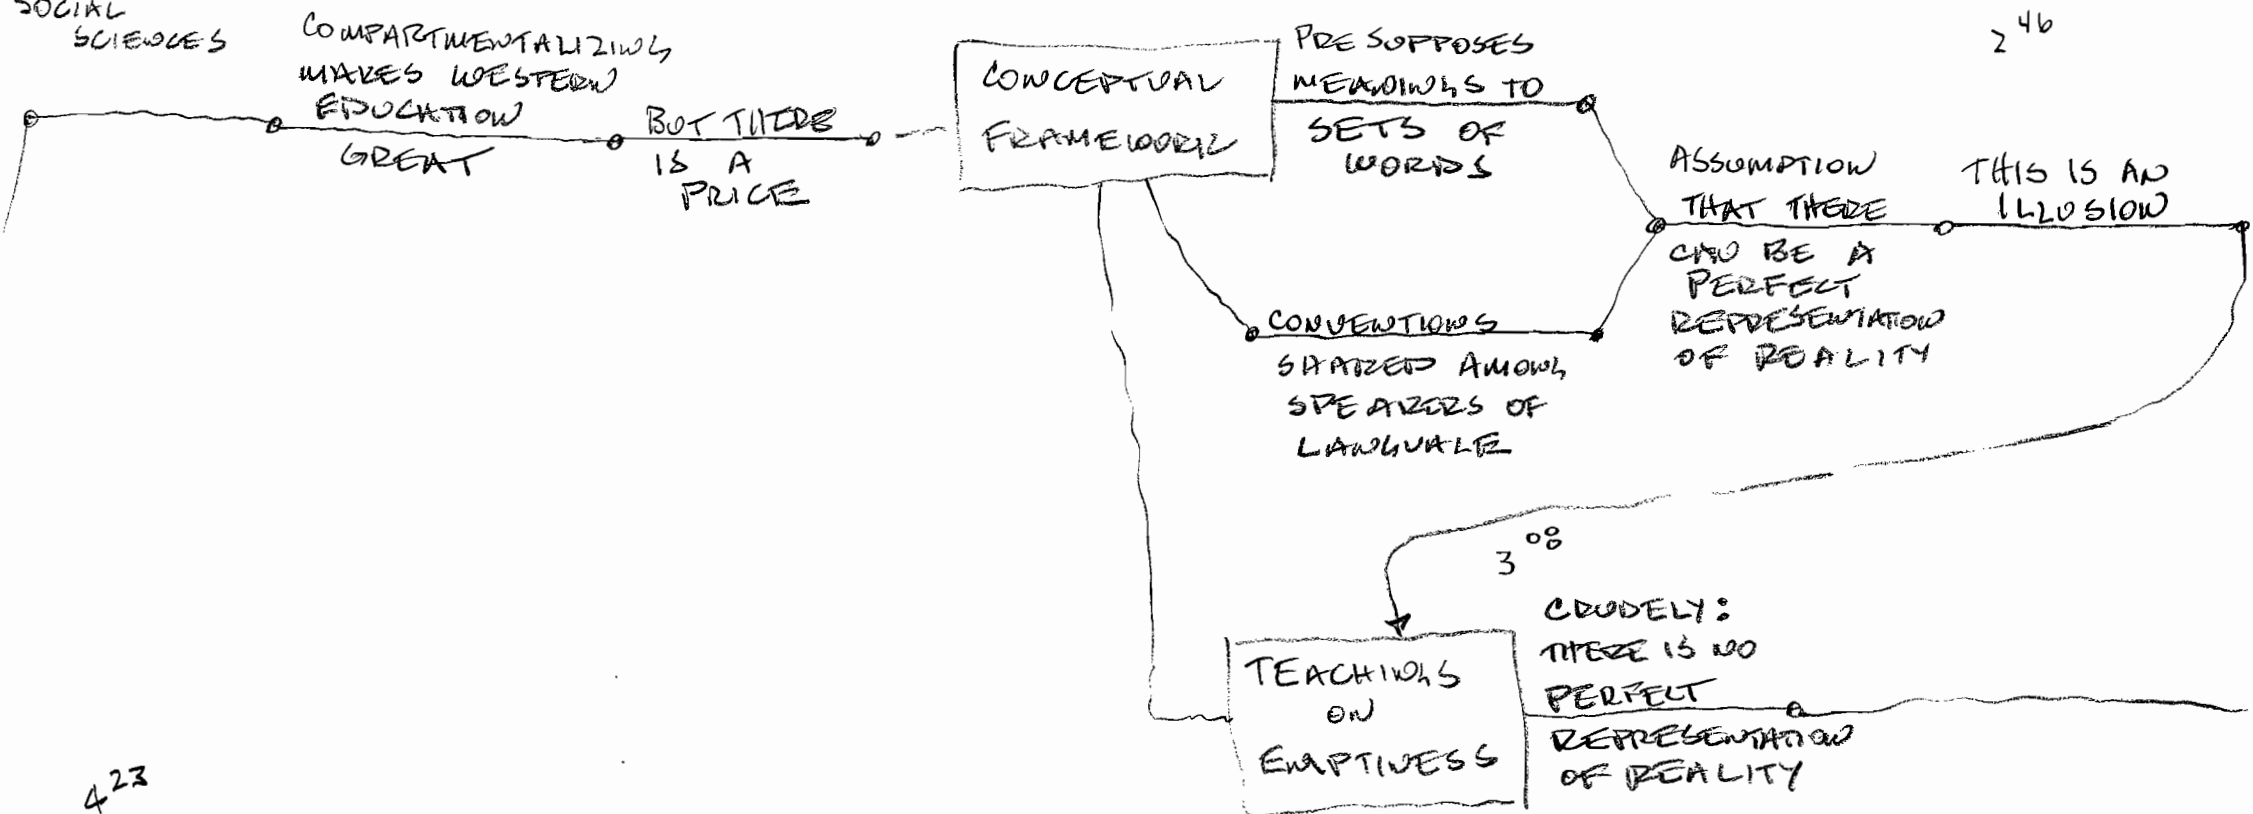 SOCIAL
SCIENCES
COMPARTMENTALIZING
MAKES WESTERN
EDUCATION
GREAT
BUT THERE
IS A
PRICE
CONCEPTUAL
FRAMEWORK
PRESUPPOSES
MEANINGS TO
SETS OF
WORDS
2 46
ASSUMPTION
THAT THERE
CAN BE A
PERFECT
REPRESENTATION
OF REALITY
THIS IS AN
ILLUSION
CONVENTIONS
SHARED AMONG
SPEAKERS OF
LANGUAGE
3 08
TEACHINGS
ON
EMPTINESS
CRUDELY:
THERE IS NO
PERFECT
REPRESENTATION
OF REALITY
4 23